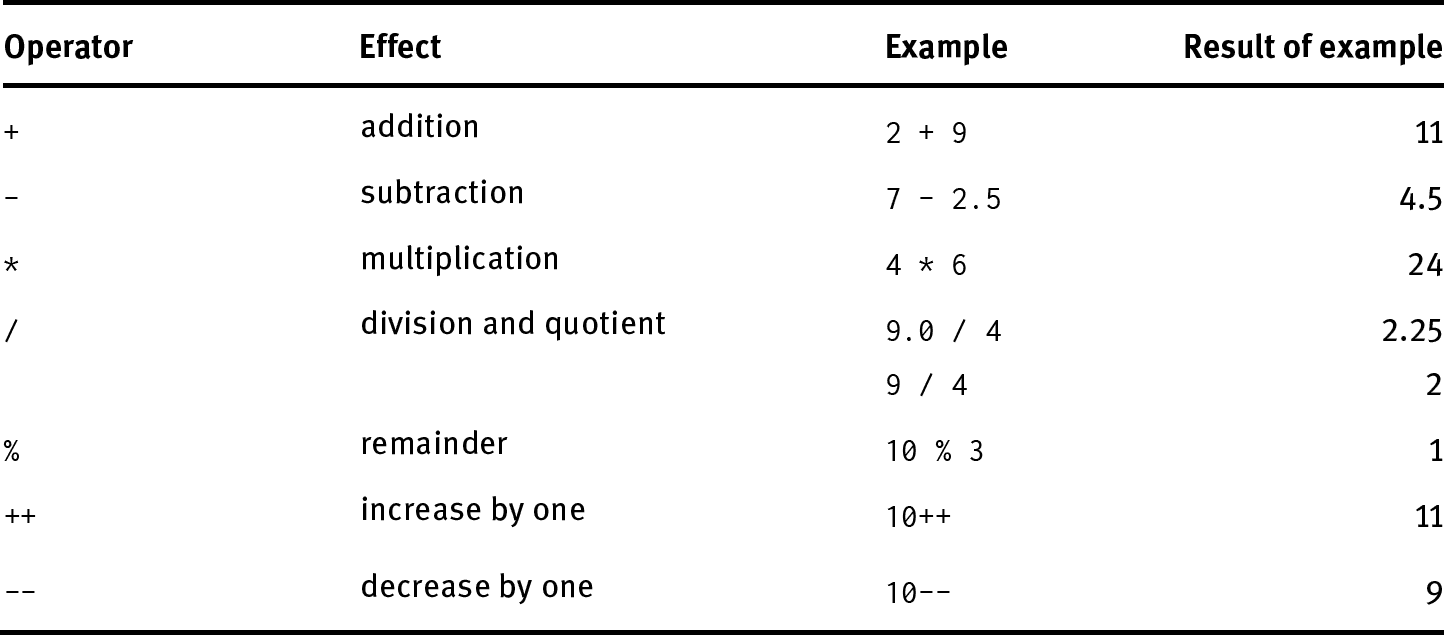 Operator Effect Example Result of example
+ addition 2 + 9 11
– subtraction 7 – 2.5 4.5
* multiplication 4 * 6 24
/ division and quotient 9.0 / 4 2.25
9 / 4 2
% remainder 10 % 3 1
++ increase by one 10++ 11
–– decrease by one 10–– 9